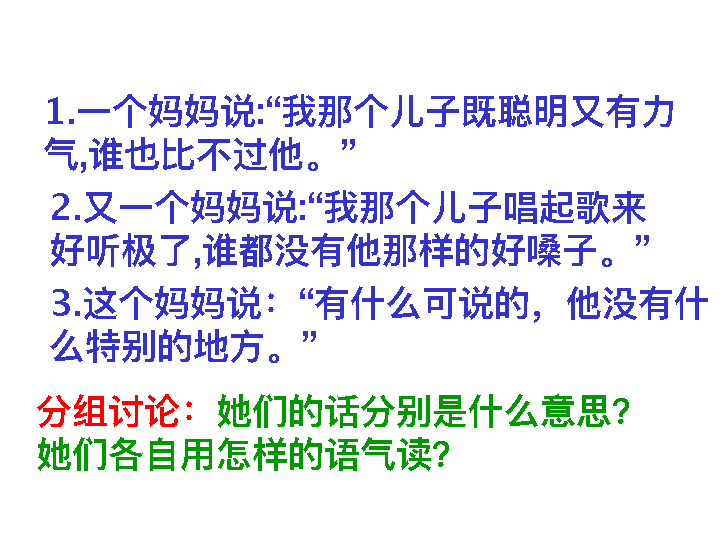 1.一个妈妈说:“我那个儿子既聪明又有力
气,谁也比不过他。”
2.又一个妈妈说:“我那个儿子唱起歌来
好听极了,谁都没有他那样的好嗓子。”
3.这个妈妈说：“有什么可说的，他没有什
么特别的地方。”
分组讨论：她们的话分别是什么意思?
她们各自用怎样的语气读?